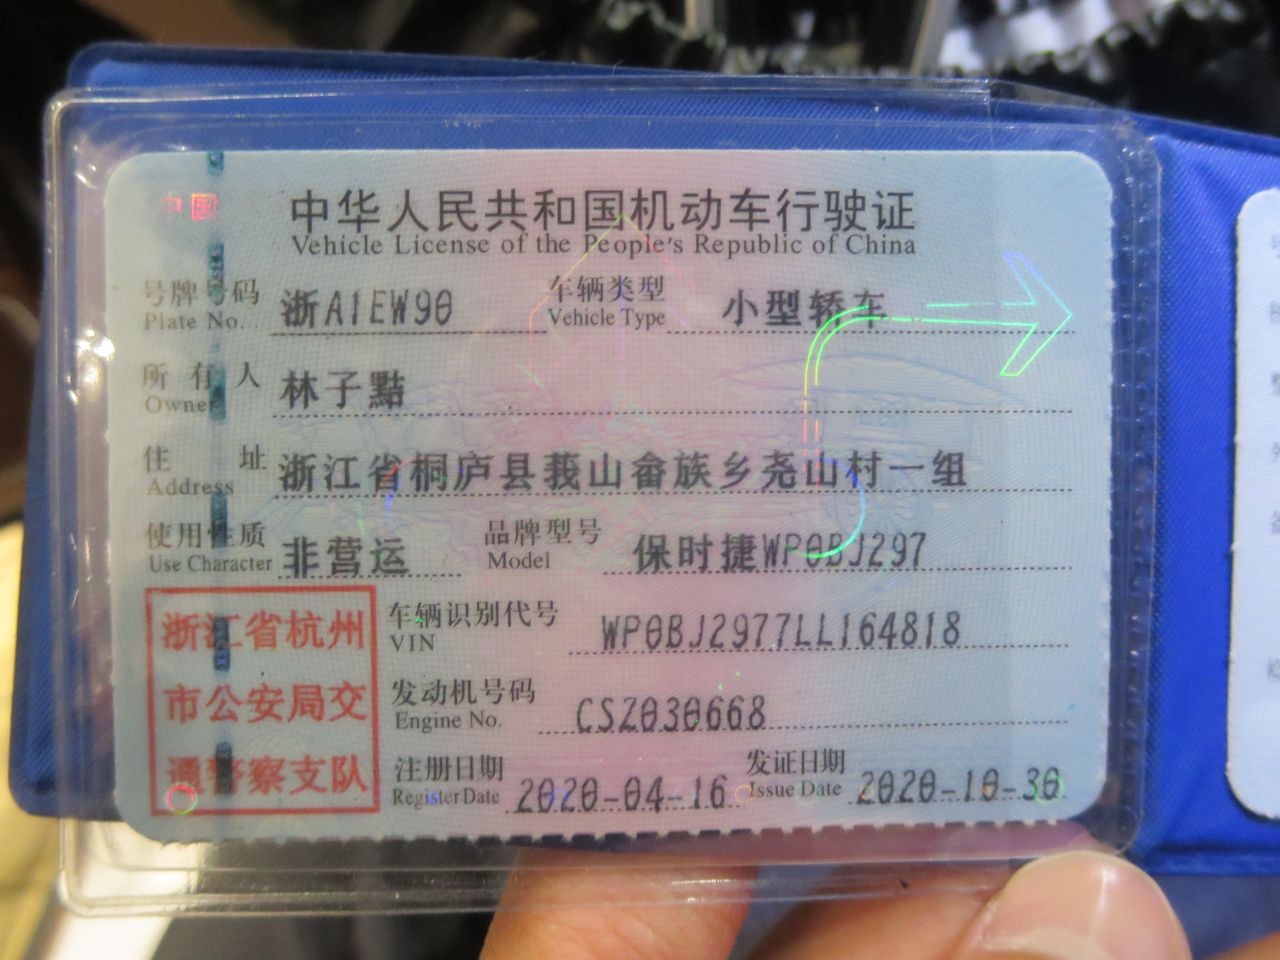 中国
中华人民共和国机动车行驶证
Vehicle License of the People's Republic of China
号牌号码 浙A1EW90 车辆类型 小型轿车
Plate No. Vehicle Type
所有人 林子黠
Owner
住址 浙江省桐庐县莪山畲族乡尧山村一组
Address
使用性质 非营运 品牌型号 保时捷WP0BJ297
Use Character Model
浙江省杭州
市公安局交
通警察支队
车辆识别代号 WP0BJ2977LL164818
VIN
发动机号码 CSZ030668
Engine No.
注册日期 2020-04-16 发证日期 2020-10-30
Register Date Issue Date